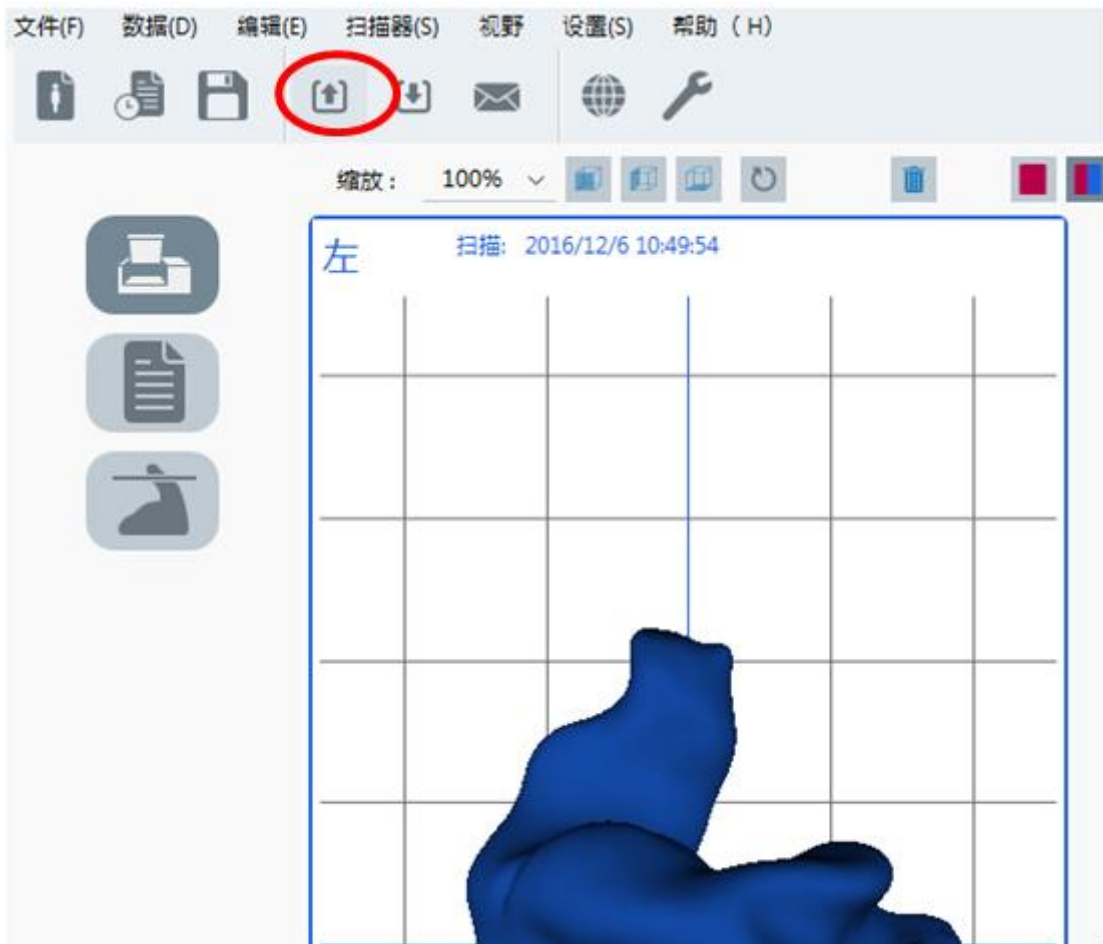 文件(F) 数据(D) 编辑(E) 扫描器(S) 视野 设置(S) 帮助（H）
缩放： 100%
左 扫描: 2016/12/6 10:49:54